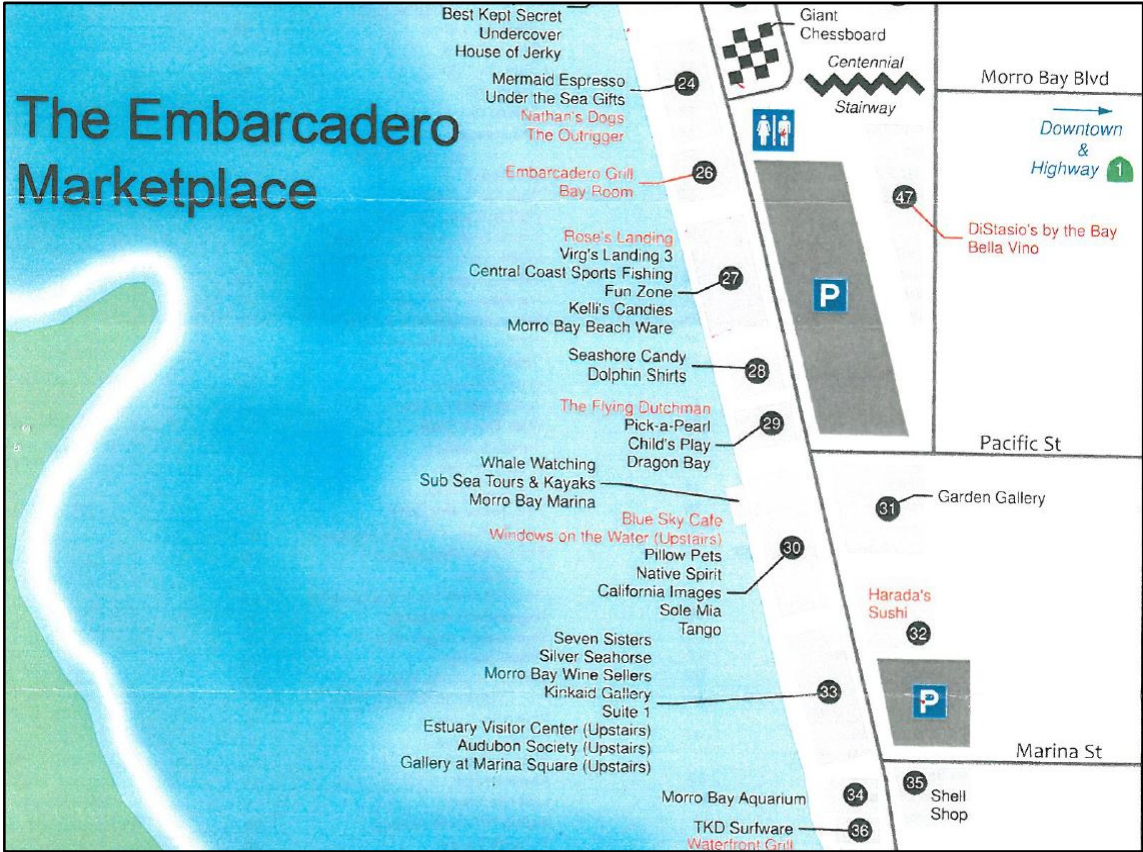 Best Kept Secret
Undercover
House of Jerky
Giant
Chessboard
Centennial
Stairway
Morro Bay Blvd
The Embarcadero
Marketplace
Mermaid Espresso
Under the Sea Gifts
Nathan's Dogs
The Outrigger
24
Downtown
&
Highway 1
Embarcadero Grill
Bay Room
26
47
DiStasio's by the Bay
Bella Vino
Rose's Landing
Virg's Landing 3
Central Coast Sports Fishing
Fun Zone
Kelli's Candies
Morro Bay Beach Ware
27
P
Seashore Candy
Dolphin Shirts
28
The Flying Dutchman
Pick-a-Pearl
Child's Play
Dragon Bay
29
Pacific St
Whale Watching
Sub Sea Tours & Kayaks
Morro Bay Marina
31
Garden Gallery
Blue Sky Cafe
Windows on the Water (Upstairs)
Pillow Pets
Native Spirit
California Images
Sole Mia
Tango
30
Harada's
Sushi
32
Seven Sisters
Silver Seahorse
Morro Bay Wine Sellers
Kinkaid Gallery
Suite 1
Estuary Visitor Center (Upstairs)
Audubon Society (Upstairs)
Gallery at Marina Square (Upstairs)
33
P
Marina St
Morro Bay Aquarium
34
35
Shell
Shop
TKD Surfware
Waterfront Grill
36